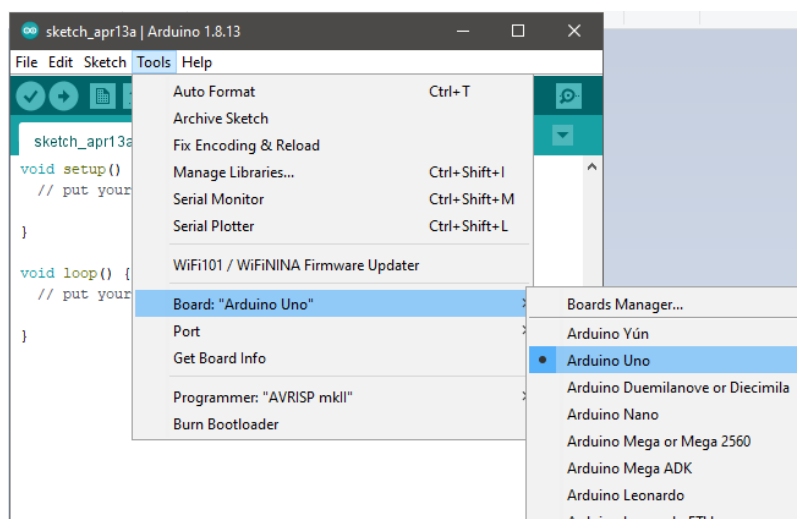 sketch_apr13a | Arduino 1.8.13
File Edit Sketch Tools Help
sketch_apr13a
void setup()
// put your
}
void loop() {
// put your
}
Auto Format Ctrl+T
Archive Sketch
Fix Encoding & Reload
Manage Libraries... Ctrl+Shift+I
Serial Monitor Ctrl+Shift+M
Serial Plotter Ctrl+Shift+L
WiFi101 / WiFiNINA Firmware Updater
Board: "Arduino Uno"
Port
Get Board Info
Programmer: "AVRISP mkII"
Burn Bootloader
Boards Manager...
Arduino Yún
Arduino Uno
Arduino Duemilanove or Diecimila
Arduino Nano
Arduino Mega or Mega 2560
Arduino Mega ADK
Arduino Leonardo